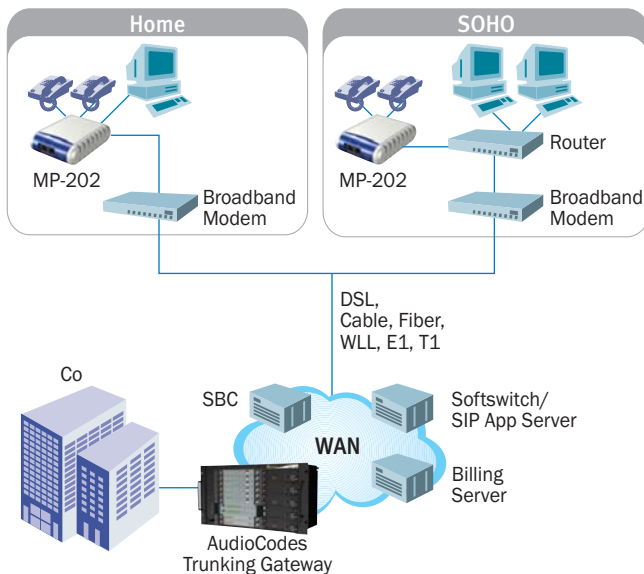 Home
SOHO
MP-202
Broadband
Modem
MP-202
Router
Broadband
Modem
DSL,
Cable, Fiber,
WLL, E1, T1
Co
SBC
Softswitch/
SIP App Server
WAN
Billing
Server
AudioCodes
Trunking Gateway